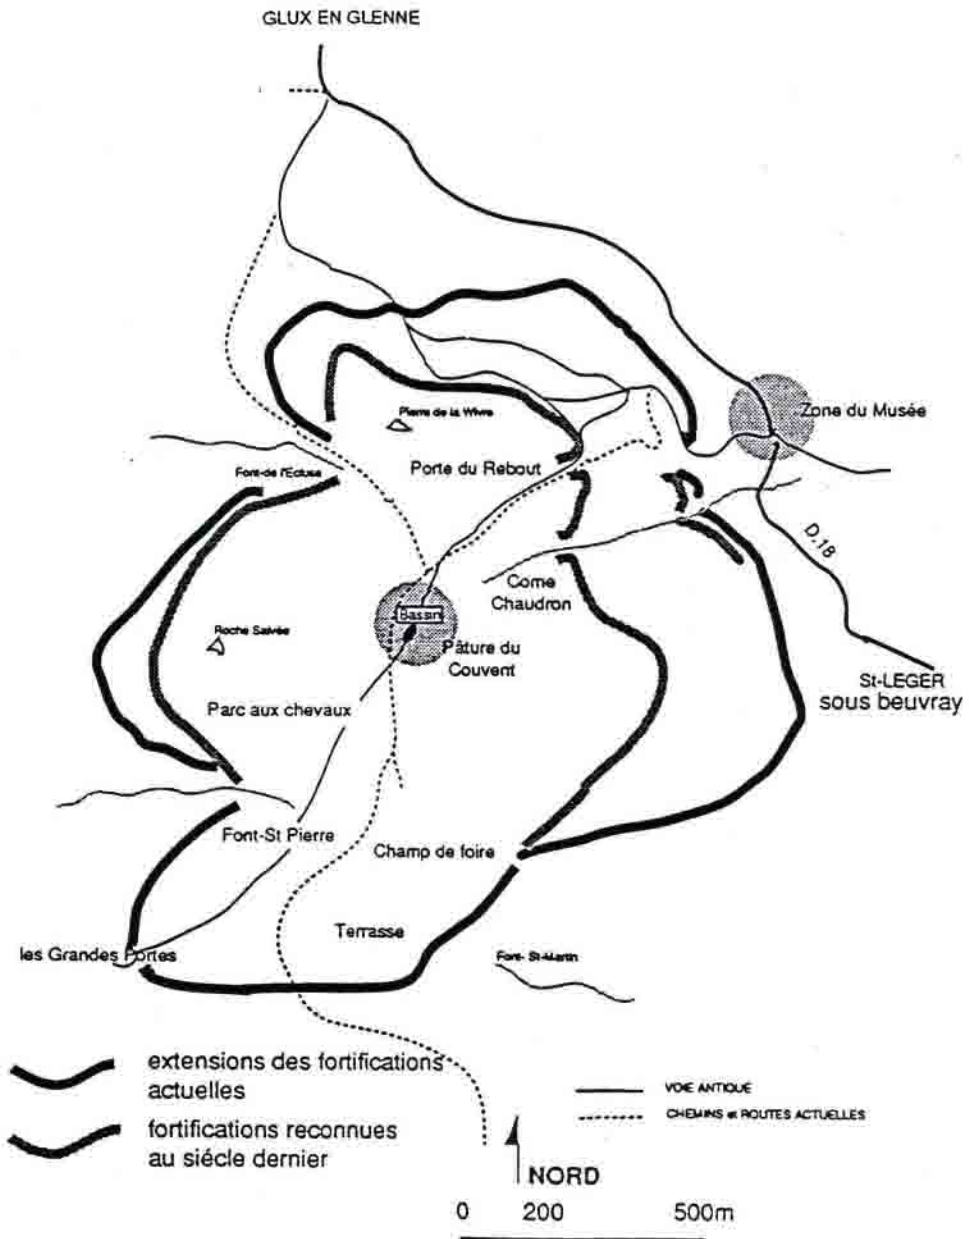 GLUX EN GLENNE
Zone du Musée
Pierre de la Wivre
Porte du Rebout
Font-de l'Ecluse
D.18
Come
Chaudron
Bassin
Roche Salvée
Pâture du
Couvent
St-LEGER
sous beuvray
Parc aux chevaux
Font-St Pierre
Champ de foire
Terrasse
les Grandes Portes
Font- St-Martin
extensions des fortifications
actuelles
fortifications reconnues
au siécle dernier
VOIE ANTIQUE
CHEMINS et ROUTES ACTUELLES
NORD
0 200 500m